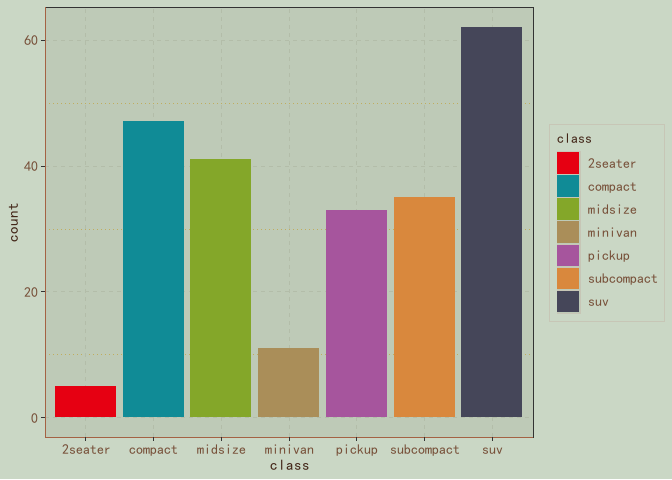 60
40
20
0
count
2seater compact midsize minivan pickup subcompact suv
class
class
2seater
compact
midsize
minivan
pickup
subcompact
suv